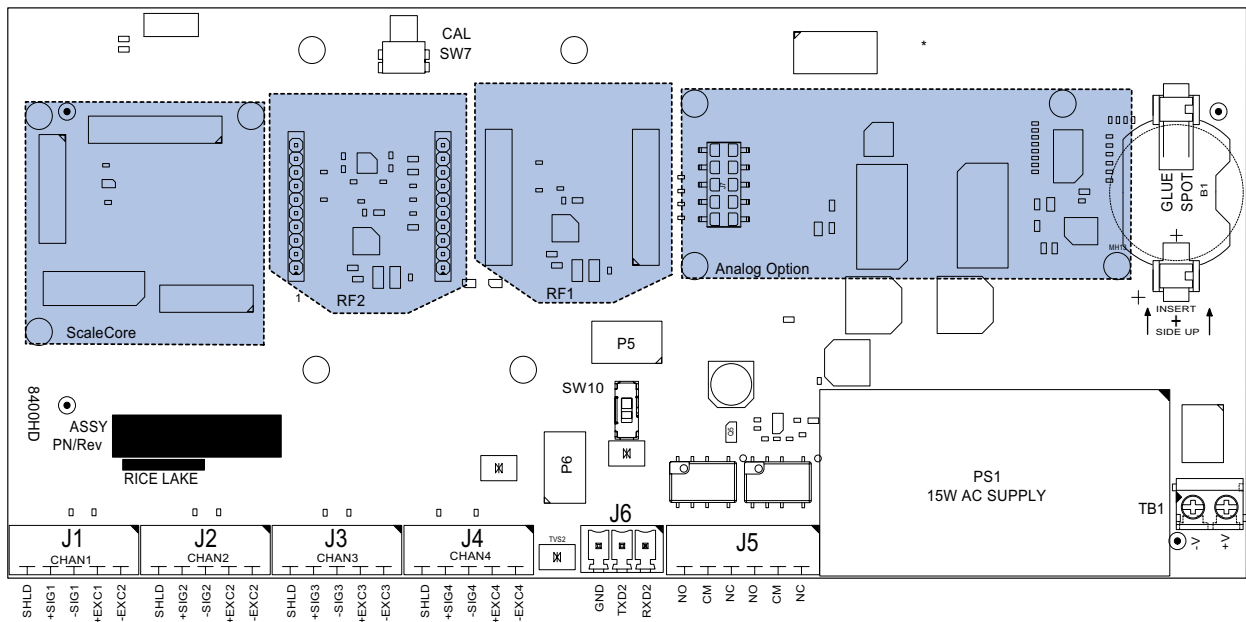 CAL
SW7
*
GLUE
SPOT
B1
+
J7
MH12
Analog Option
+
+
INSERT
+
SIDE UP
1
RF2
RF1
ScaleCore
P5
8400HD
SW10
ASSY
PN/Rev
RICE LAKE
Q5
P6
PS1
15W AC SUPPLY
TB1
-V
+V
J1
CHAN1
J2
CHAN2
J3
CHAN3
J4
CHAN4
TVS2
J6
J5
SHLD
+SIG1
-SIG1
+EXC1
-EXC2
SHLD
+SIG2
-SIG2
+EXC2
-EXC2
SHLD
+SIG3
-SIG3
+EXC3
-EXC3
SHLD
+SIG4
-SIG4
+EXC4
-EXC4
GND
TXD2
RXD2
NO
CM
NC
NO
CM
NC